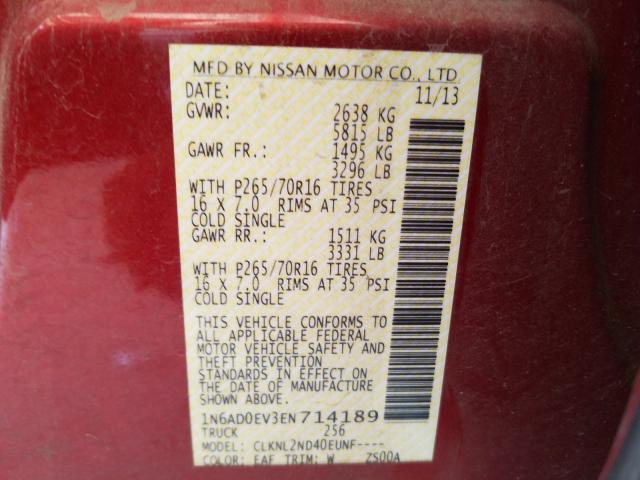 MFD BY NISSAN MOTOR CO., LTD
DATE: 11/13
GVWR: 2638 KG
5815 LB
GAWR FR.: 1495 KG
3296 LB
WITH P265/70R16 TIRES
16 X 7.0 RIMS AT 35 PSI
COLD SINGLE
GAWR RR.: 1511 KG
3331 LB
WITH P265/70R16 TIRES
16 X 7.0 RIMS AT 35 PSI
COLD SINGLE
THIS VEHICLE CONFORMS TO
ALL APPLICABLE FEDERAL
MOTOR VEHICLE SAFETY AND
THEFT PREVENTION
STANDARDS IN EFFECT ON
THE DATE OF MANUFACTURE
SHOWN ABOVE.
1N6AD0EV3EN714189
TRUCK 256
MODEL: CLKNL2ND40EUNF----
COLOR: EAF TRIM: W ZS00A